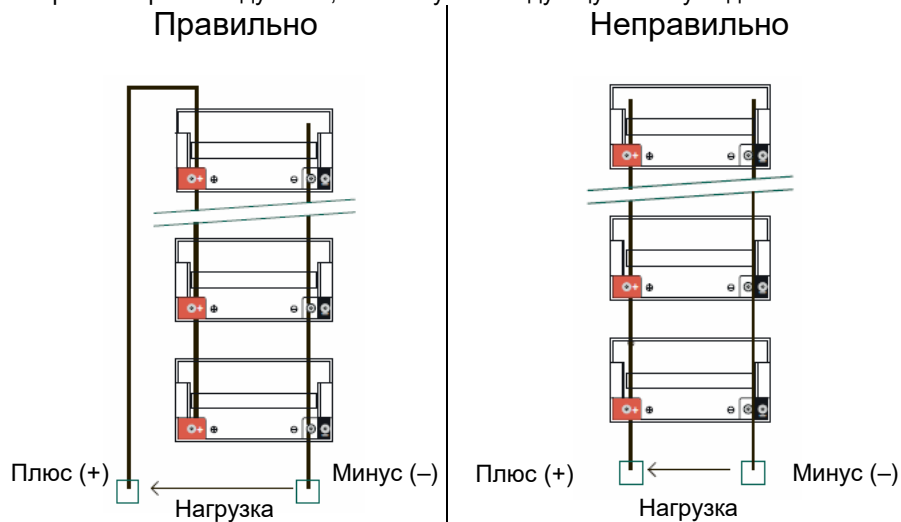 Правильно
Неправильно
Плюс (+)
Минус (–)
Нагрузка
Плюс (+)
Минус (–)
Нагрузка